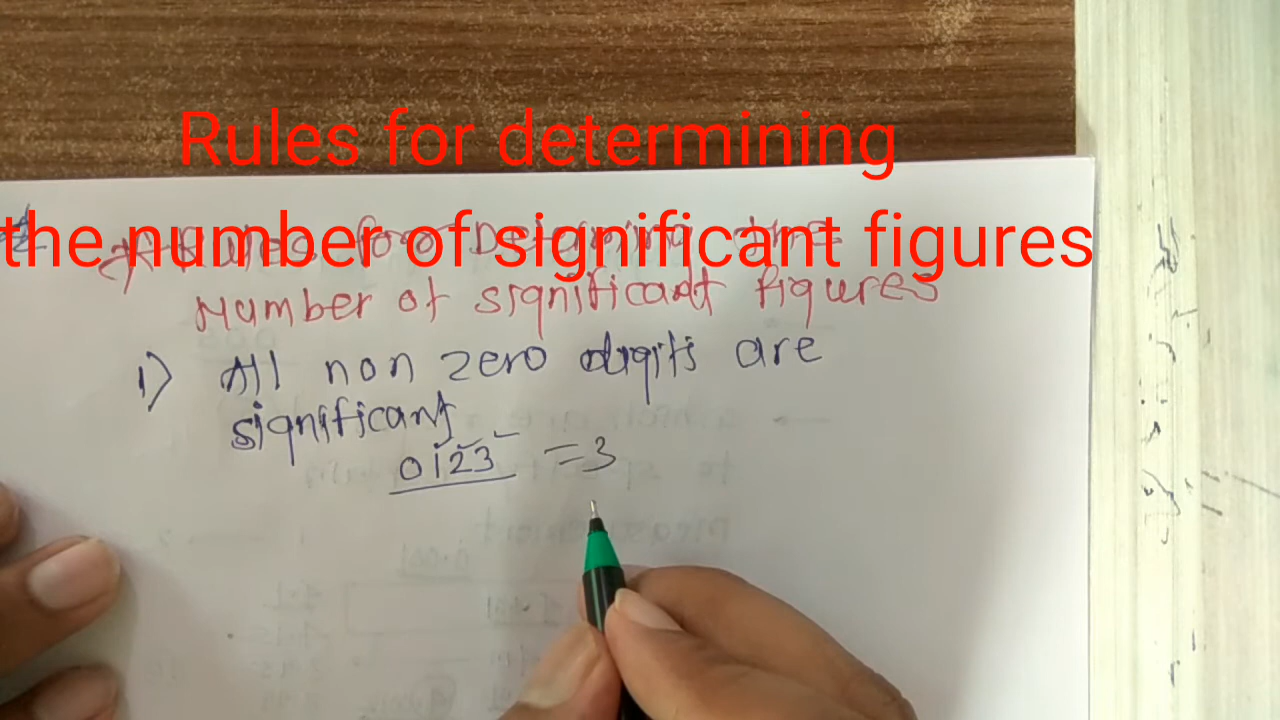 Rules for determining
the number of significant figures
Number of significant figures
1) All non zero digits are
significant
0123 = 3